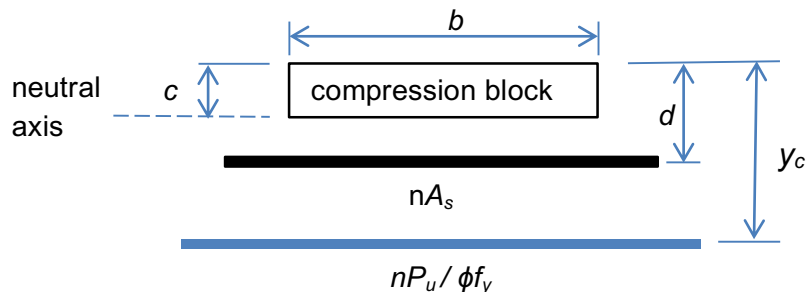 b
neutral
axis
c
compression block
d
y_c
nA_s
nP_u / ϕf_y